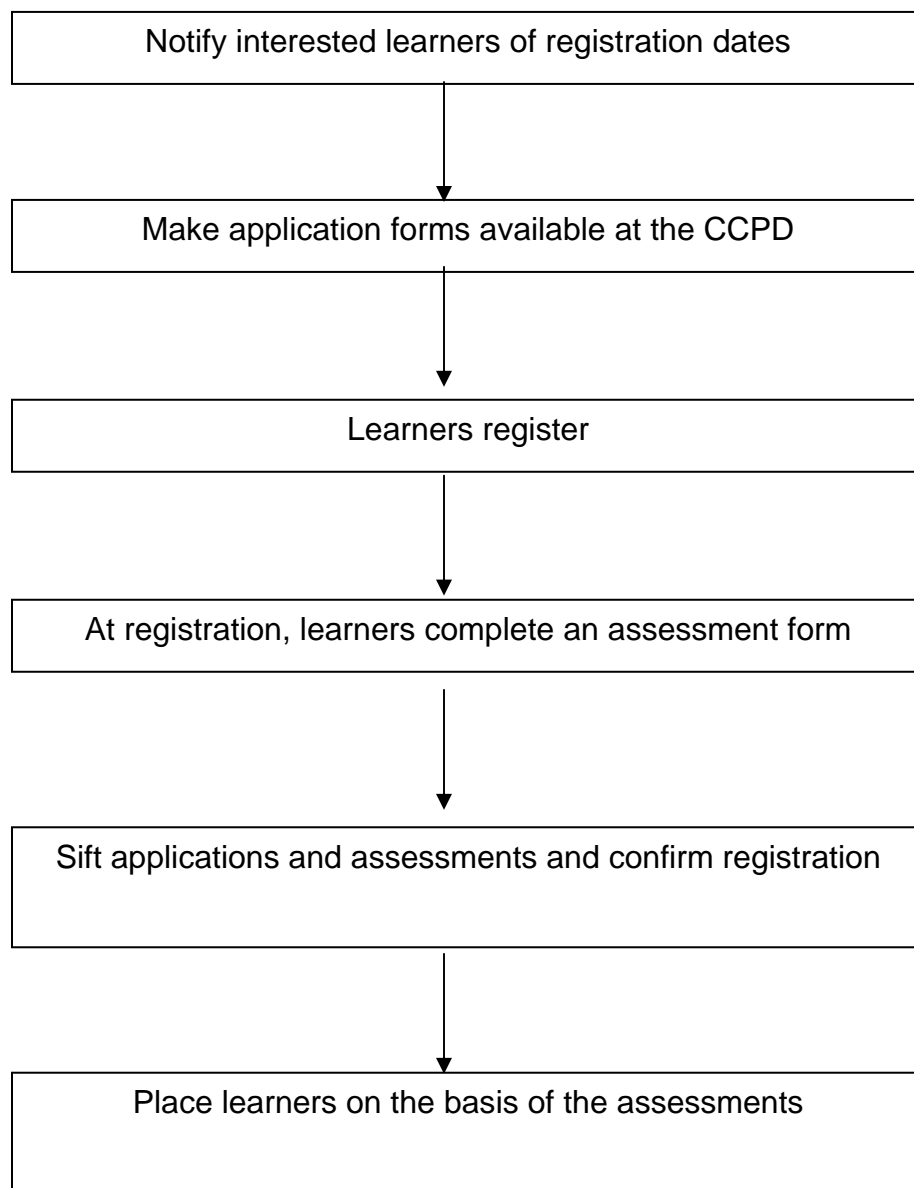 Notify interested learners of registration dates
Make application forms available at the CCPD
Learners register
At registration, learners complete an assessment form
Sift applications and assessments and confirm registration
Place learners on the basis of the assessments